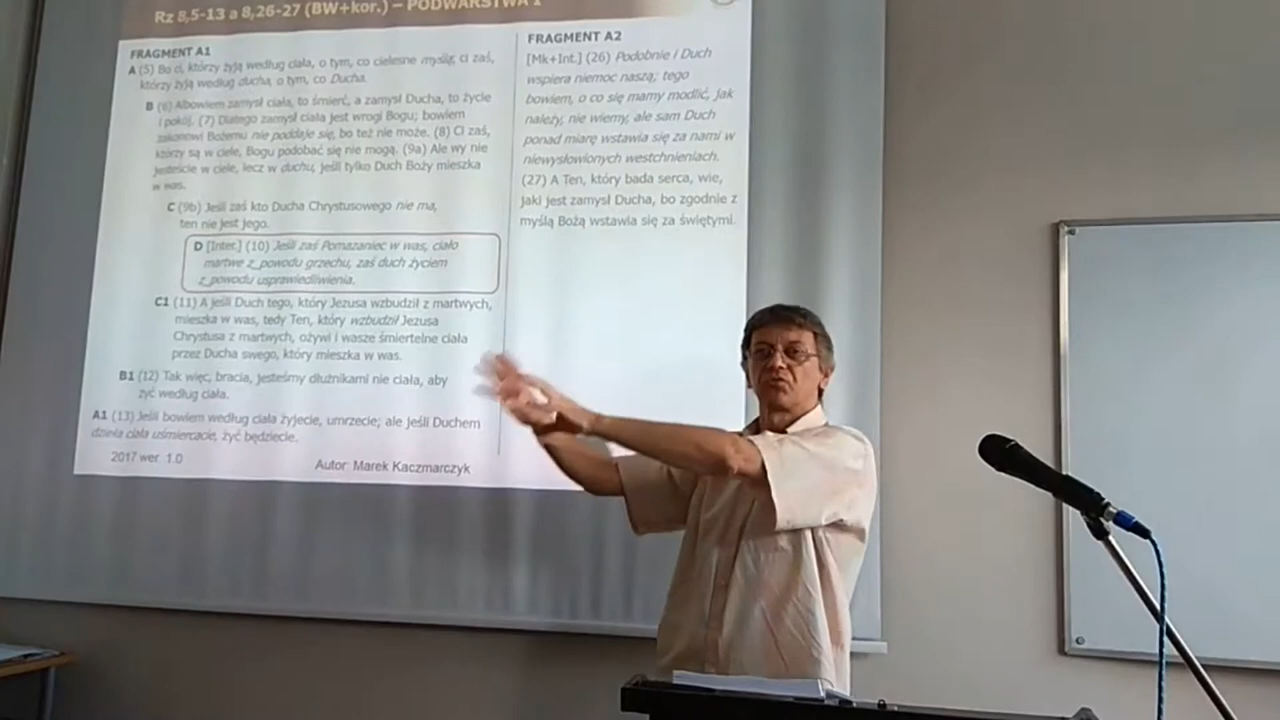 Rz 8,5-13 a 8,26-27 (BW+kor.) – PODWARSTWA 1
FRAGMENT A1
A (5) Bo ci, którzy żyją według ciała, o tym, co cielesne myślą; ci zaś,
którzy żyją według ducha, o tym, co Ducha.
B (6) Albowiem zamysł ciała, to śmierć, a zamysł Ducha, to życie
i pokój. (7) Dlatego zamysł ciała jest wrogi Bogu; bowiem
zakonowi Bożemu nie poddaje się, bo też nie może. (8) Ci zaś,
którzy są w ciele, Bogu podobać się nie mogą. (9a) Ale wy nie
jesteście w ciele, lecz w duchu, jeśli tylko Duch Boży mieszka
w was.
C (9b) Jeśli zaś kto Ducha Chrystusowego nie ma,
ten nie jest jego.
D [Inter.] (10) Jeśli zaś Pomazaniec w was, ciało
martwe z_powodu grzechu, zaś duch życiem
z_powodu usprawiedliwienia.
C1 (11) A jeśli Duch tego, który Jezusa wzbudził z martwych,
mieszka w was, tedy Ten, który wzbudził Jezusa
Chrystusa z martwych, ożywi i wasze śmiertelne ciała
przez Ducha swego, który mieszka w was.
B1 (12) Tak więc, bracia, jesteśmy dłużnikami nie ciała, aby
żyć według ciała.
A1 (13) Jeśli bowiem według ciała żyjecie, umrzecie; ale jeśli Duchem
dzieła ciała uśmiercacie, żyć będziecie.
2017 wer 1.0
Autor: Marek Kaczmarczyk
FRAGMENT A2
[Mk+Int.] (26) Podobnie i Duch
wspiera niemoc naszą; tego
bowiem, o co się mamy modlić, jak
należy, nie wiemy, ale sam Duch
ponad miarę wstawia się za nami w
niewysłowionych westchnieniach.
(27) A Ten, który bada serca, wie,
jaki jest zamysł Ducha, bo zgodnie z
myślą Bożą wstawia się za świętymi.